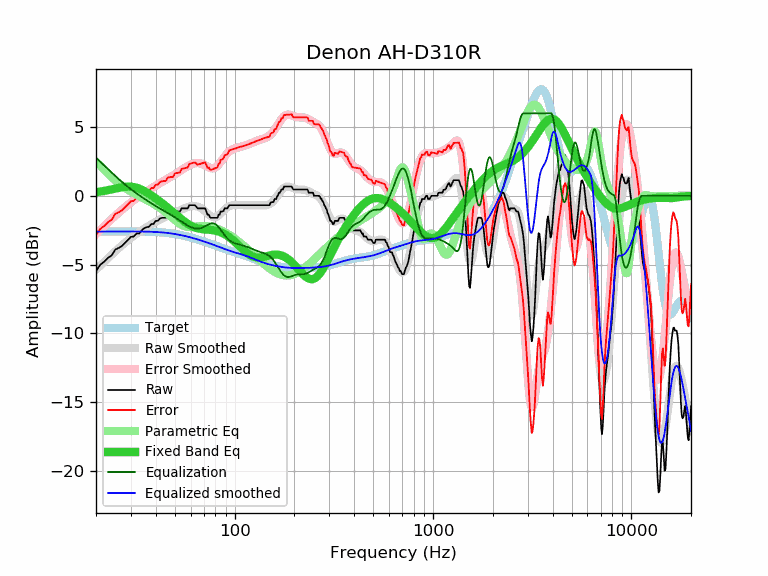 Denon AH-D310R
Amplitude (dBr)
5
0
−5
−10
−15
−20
Target
Raw Smoothed
Error Smoothed
Raw
Error
Parametric Eq
Fixed Band Eq
Equalization
Equalized smoothed
100
1000
10000
Frequency (Hz)